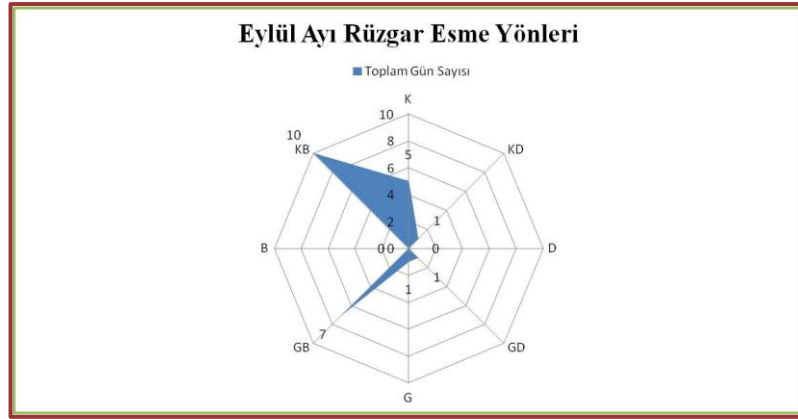 Eylül Ayı Rüzgar Esme Yönleri
Toplam Gün Sayısı
K
10
10
KB
KD
8
5
6
4
2
1
B
0
0
0
D
1
1
7
GB
GD
G